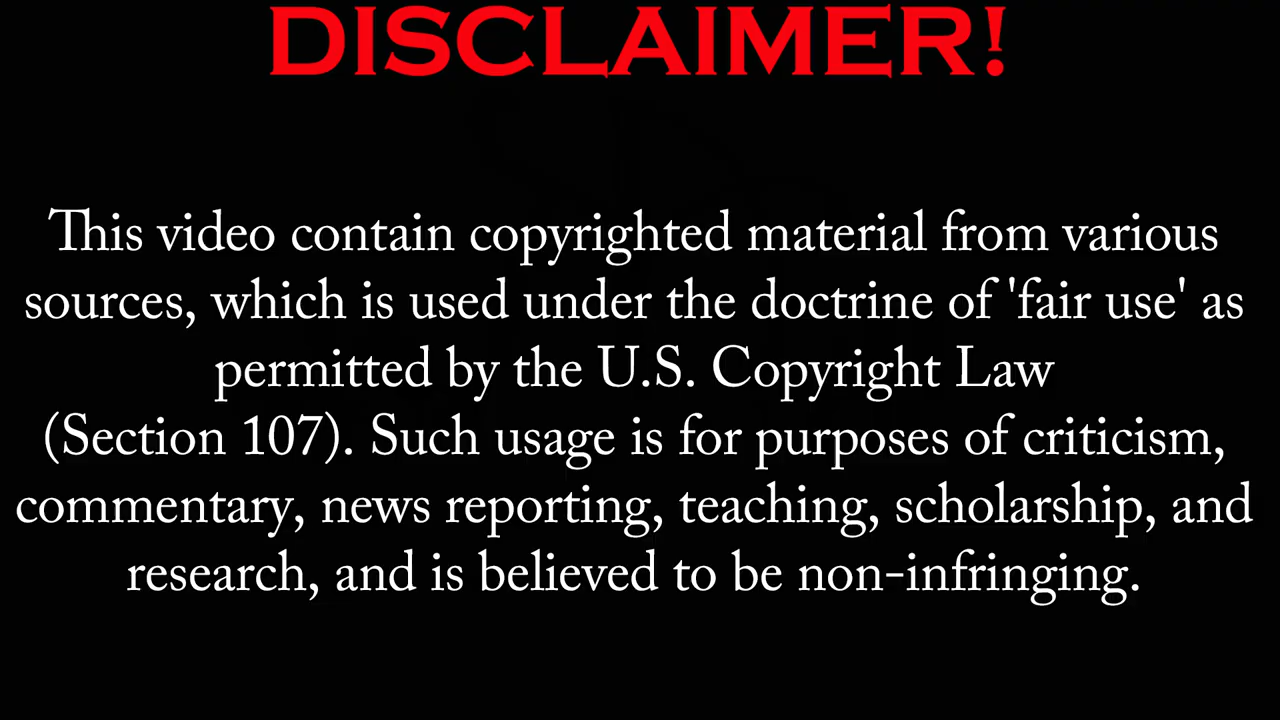 DISCLAIMER!
This video contain copyrighted material from various
sources, which is used under the doctrine of 'fair use' as
permitted by the U.S. Copyright Law
(Section 107). Such usage is for purposes of criticism,
commentary, news reporting, teaching, scholarship, and
research, and is believed to be non-infringing.